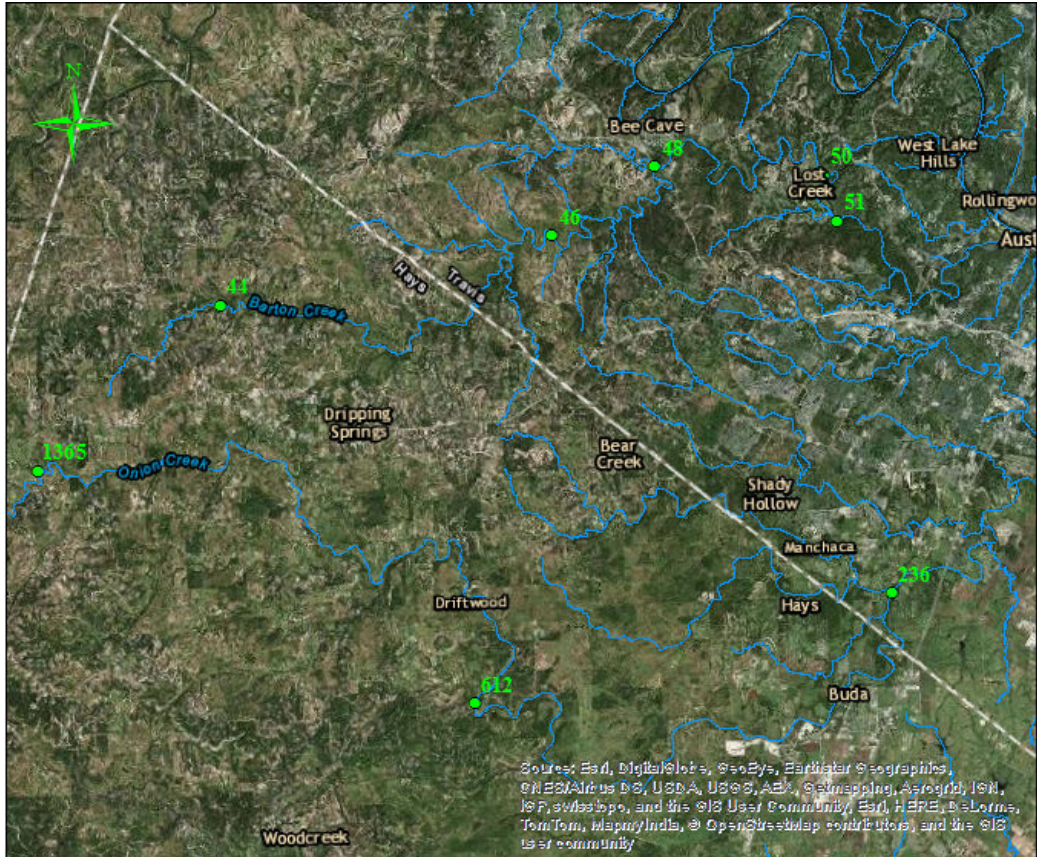 N
Bee Cave
48
50
West Lake
Hills
Lost
Creek
Rollingwo
51
Aust
46
Travis
Hays
44
Barton Creek
Dripping
Springs
1365
Onion Creek
Bear
Creek
Shady
Hollow
Manchaca
236
Hays
Driftwood
612
Buda
Source: Esri, DigitalGlobe, GeoEye, Earthstar Geographics,
CNES/Airbus DS, USDA, USGS, AEX, Getmapping, Aerogrid, IGN,
IGP, swisstopo, and the GIS User Community, Esri, HERE, DeLorme,
TomTom, MapmyIndia, © OpenStreetMap contributors, and the GIS
user community
Woodcreek